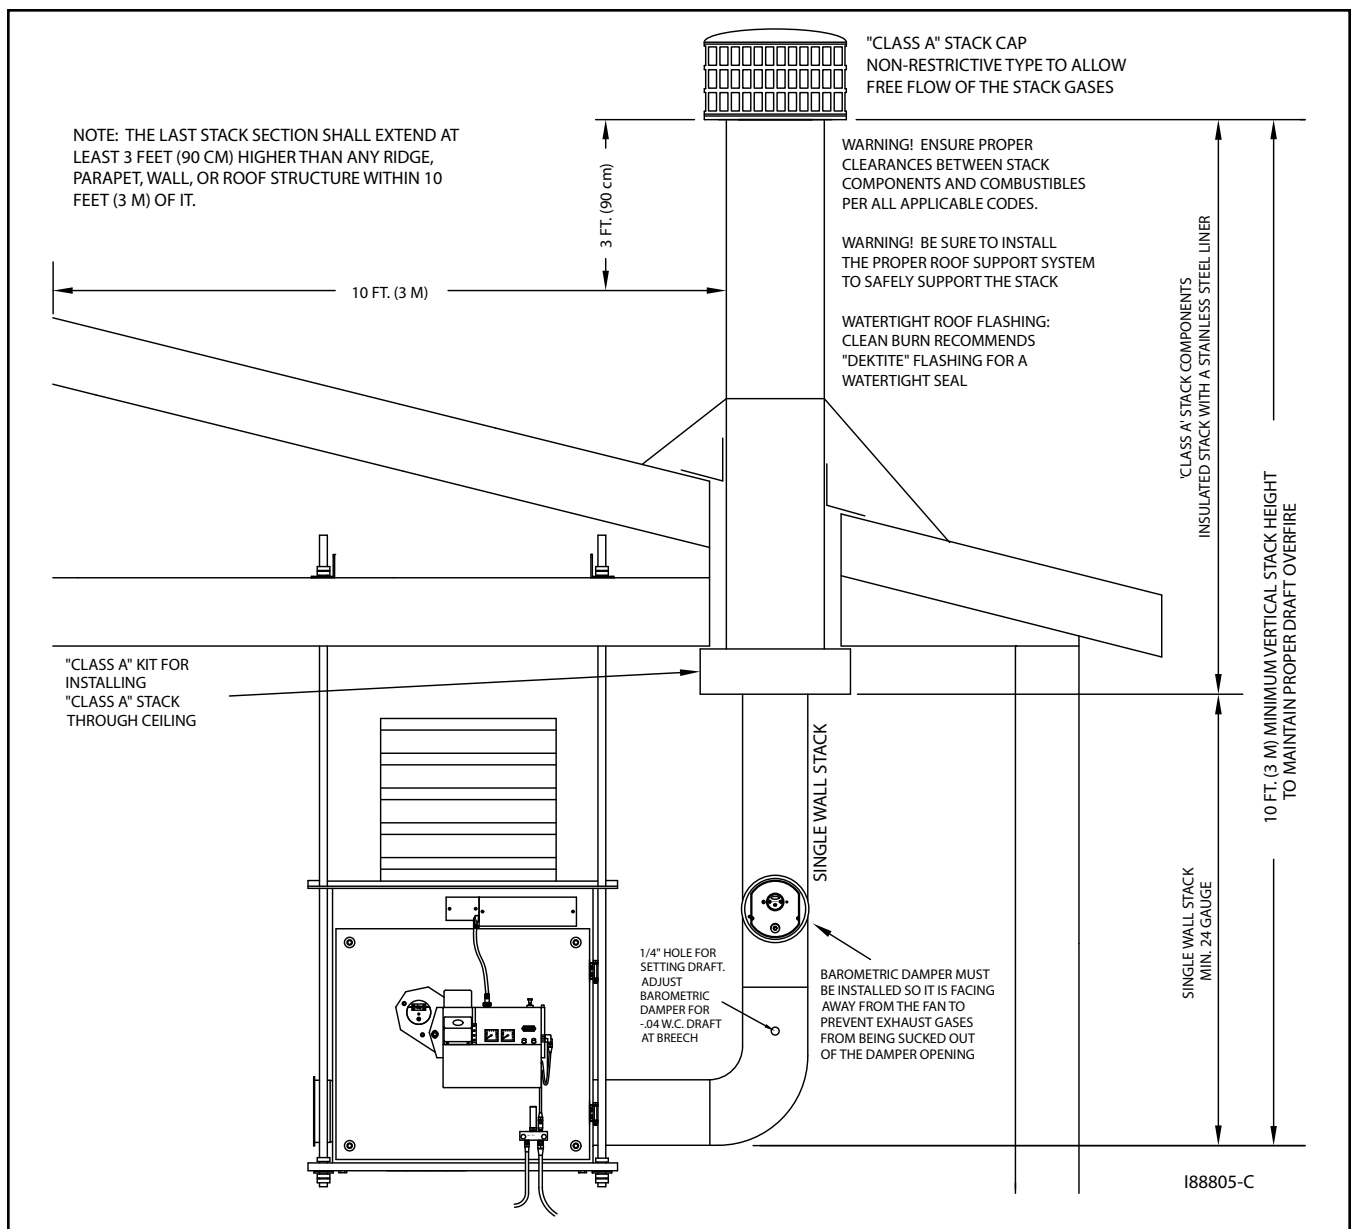 "CLASS A" STACK CAP
NON-RESTRICTIVE TYPE TO ALLOW
FREE FLOW OF THE STACK GASES
NOTE: THE LAST STACK SECTION SHALL EXTEND AT
LEAST 3 FEET (90 CM) HIGHER THAN ANY RIDGE,
PARAPET, WALL, OR ROOF STRUCTURE WITHIN 10
FEET (3 M) OF IT.
3 FT. (90 cm)
10 FT. (3 M)
WARNING! ENSURE PROPER
CLEARANCES BETWEEN STACK
COMPONENTS AND COMBUSTIBLES
PER ALL APPLICABLE CODES.
WARNING! BE SURE TO INSTALL
THE PROPER ROOF SUPPORT SYSTEM
TO SAFELY SUPPORT THE STACK
WATERTIGHT ROOF FLASHING:
CLEAN BURN RECOMMENDS
"DEKTITE" FLASHING FOR A
WATERTIGHT SEAL
'CLASS A' STACK COMPONENTS
INSULATED STACK WITH A STAINLESS STEEL LINER
10 FT. (3 M) MINIMUM VERTICAL STACK HEIGHT
TO MAINTAIN PROPER DRAFT OVERFIRE
"CLASS A" KIT FOR
INSTALLING
"CLASS A" STACK
THROUGH CEILING
SINGLE WALL STACK
SINGLE WALL STACK
MIN. 24 GAUGE
1/4" HOLE FOR
SETTING DRAFT.
ADJUST
BAROMETRIC
DAMPER FOR
-.04 W.C. DRAFT
AT BREECH
BAROMETRIC DAMPER MUST
BE INSTALLED SO IT IS FACING
AWAY FROM THE FAN TO
PREVENT EXHAUST GASES
FROM BEING SUCKED OUT
OF THE DAMPER OPENING
I88805-C